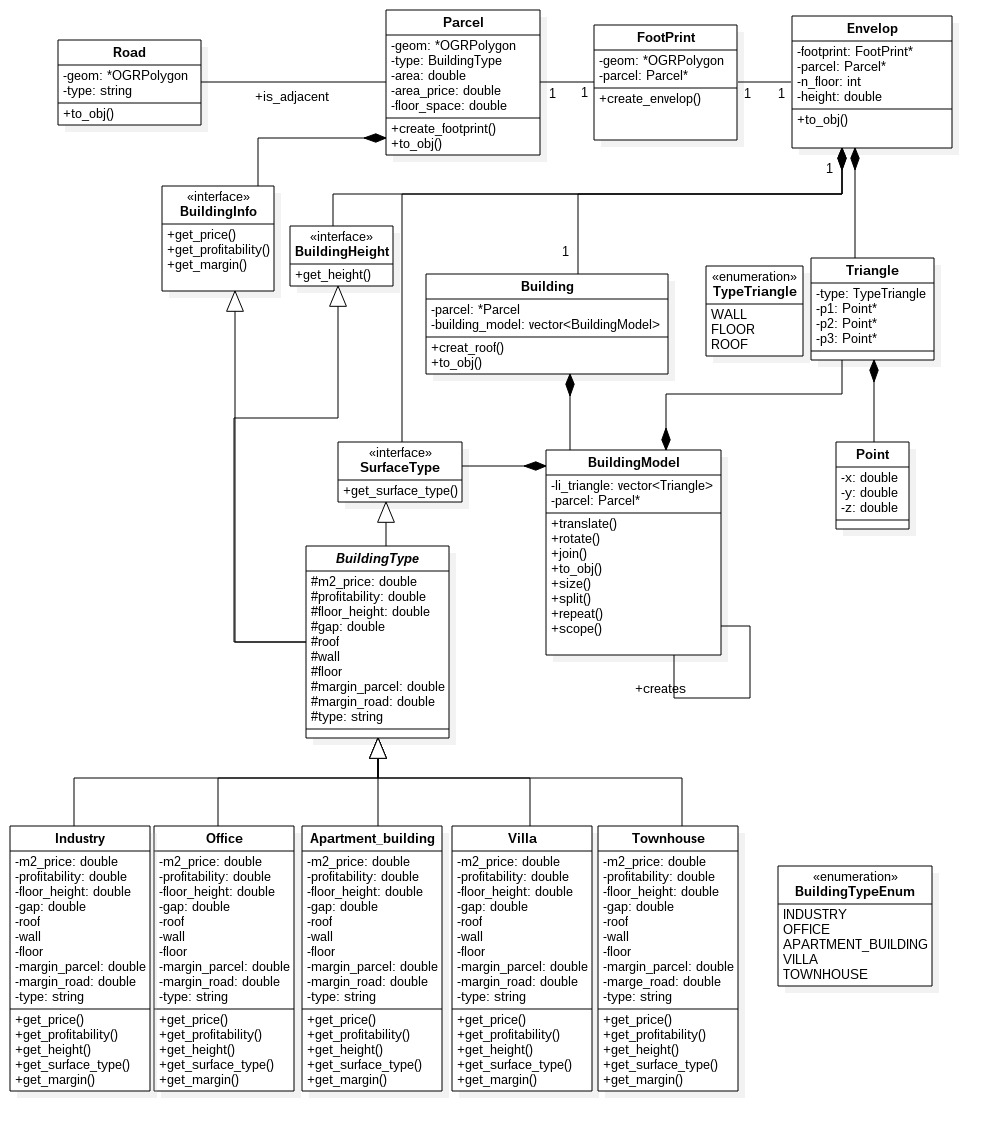 Road
-geom: *OGRPolygon
-type: string
+to_obj()
+is_adjacent
Parcel
-geom: *OGRPolygon
-type: BuildingType
-area: double
-area_price: double
-floor_space: double
+create_footprint()
+to_obj()
1
1
FootPrint
-geom: *OGRPolygon
-parcel: Parcel*
+create_envelop()
1
1
Envelop
-footprint: FootPrint*
-parcel: Parcel*
-n_floor: int
-height: double
+to_obj()
1
1
«interface»
BuildingInfo
+get_price()
+get_profitability()
+get_margin()
«interface»
BuildingHeight
+get_height()
Building
-parcel: *Parcel
-building_model: vector<BuildingModel>
+creat_roof()
+to_obj()
«enumeration»
TypeTriangle
WALL
FLOOR
ROOF
Triangle
-type: TypeTriangle
-p1: Point*
-p2: Point*
-p3: Point*
«interface»
SurfaceType
+get_surface_type()
BuildingModel
-li_triangle: vector<Triangle>
-parcel: Parcel*
+translate()
+rotate()
+join()
+to_obj()
+size()
+split()
+repeat()
+scope()
+creates
Point
-x: double
-y: double
-z: double
BuildingType
#m2_price: double
#profitability: double
#floor_height: double
#gap: double
#roof
#wall
#floor
#margin_parcel: double
#margin_road: double
#type: string
Industry
-m2_price: double
-profitability: double
-floor_height: double
-gap: double
-roof
-wall
-floor
-margin_parcel: double
-margin_road: double
-type: string
+get_price()
+get_profitability()
+get_height()
+get_surface_type()
+get_margin()
Office
-m2_price: double
-profitability: double
-floor_height: double
-gap: double
-roof
-wall
-floor
-margin_parcel: double
-margin_road: double
-type: string
+get_price()
+get_profitability()
+get_height()
+get_surface_type()
+get_margin()
Apartment_building
-m2_price: double
-profitability: double
-floor_height: double
-gap: double
-roof
-wall
-floor
-margin_parcel: double
-margin_road: double
-type: string
+get_price()
+get_profitability()
+get_height()
+get_surface_type()
+get_margin()
Villa
-m2_price: double
-profitability: double
-floor_height: double
-gap: double
-roof
-wall
-floor
-margin_parcel: double
-margin_road: double
-type: string
+get_price()
+get_profitability()
+get_height()
+get_surface_type()
+get_margin()
Townhouse
-m2_price: double
-profitability: double
-floor_height: double
-gap: double
-roof
-wall
-floor
-margin_parcel: double
-marge_road: double
-type: string
+get_price()
+get_profitability()
+get_height()
+get_surface_type()
+get_margin()
«enumeration»
BuildingTypeEnum
INDUSTRY
OFFICE
APARTMENT_BUILDING
VILLA
TOWNHOUSE